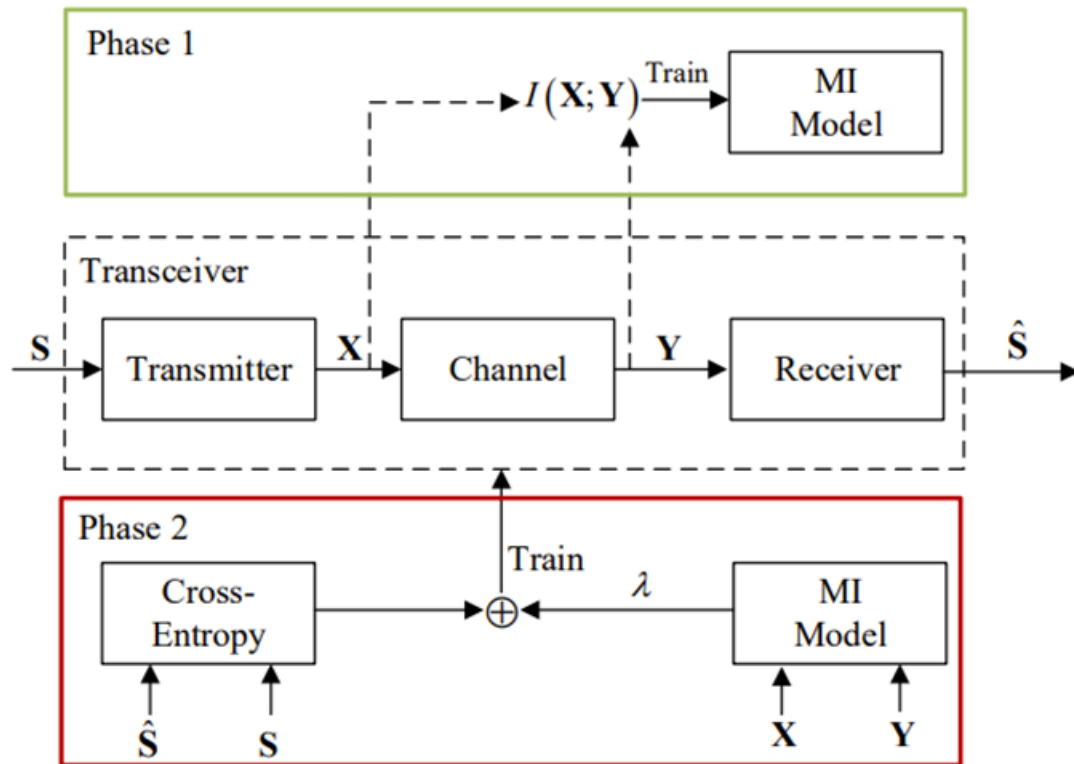 Phase 1
I(X;Y)
Train
MI
Model
Transceiver
S
Transmitter
X
Channel
Y
Receiver
Ŝ
Phase 2
Cross-
Entropy
Train
λ
MI
Model
Ŝ
S
X
Y